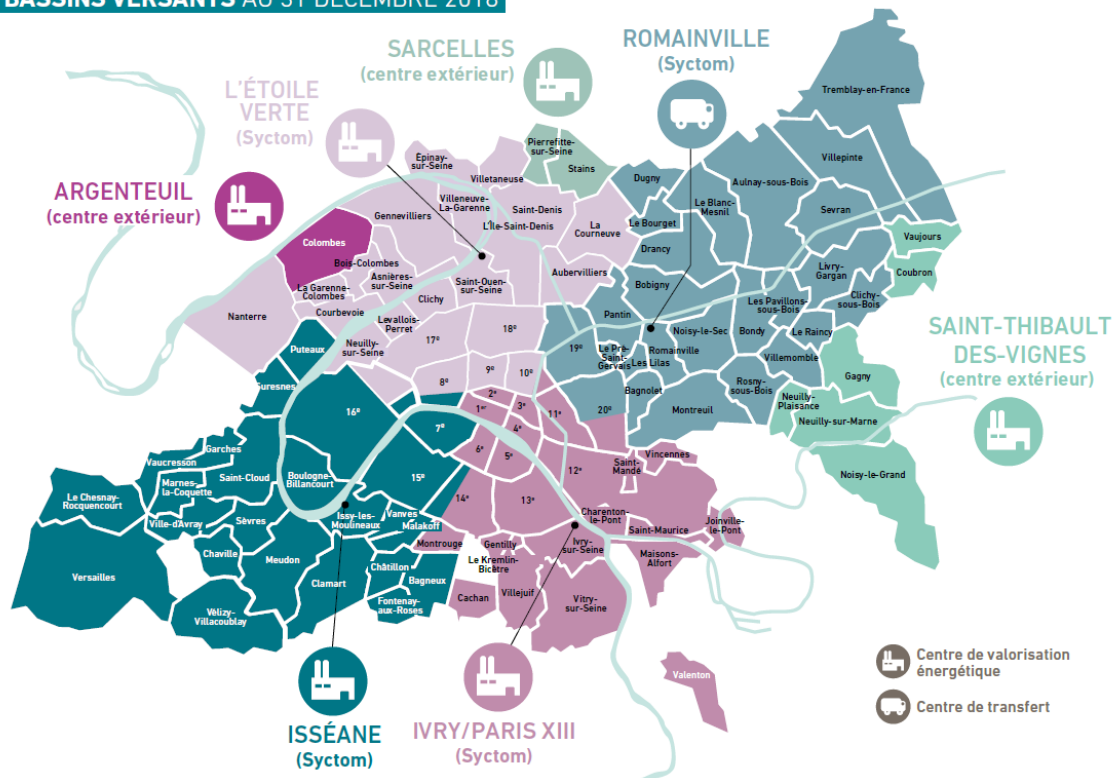 BASSINS VERSANTS AU 31 DÉCEMBRE 2018
SARCELLES
(centre extérieur)
ROMAINVILLE
(Syctom)
L'ÉTOILE
VERTE
(Syctom)
ARGENTEUIL
(centre extérieur)
Tremblay-en-France
Pierrefitte-
sur-Seine
Stains
Épinay-
sur-Seine
Villetaneuse
Dugny
Villepinte
Aulnay-sous-Bois
Le Blanc-
Mesnil
Sevran
Villeneuve-
La-Garenne
Saint-Denis
L'Île-Saint-Denis
Gennevilliers
La
Courneuve
Le Bourget
Drancy
Vaujours
Coubron
Colombes
Bois-Colombes
Asnières-
sur-Seine
La Garenne-
Colombes
Courbevoie
Nanterre
Clichy
Saint-Ouen-
sur-Seine
Aubervilliers
Bobigny
Livry-
Gargan
Clichy-
sous-Bois
Les Pavillons-
sous-Bois
Levallois-
Perret
Pantin
Noisy-le-Sec
Bondy
Le Raincy
Puteaux
Neuilly-
sur-Seine
17e
18e
19e
Le Pré-
Saint-
Gervais
Les Lilas
Romainville
Villemomble
Gagny
SAINT-THIBAULT
DES-VIGNES
(centre extérieur)
Suresnes
8e
9e
10e
Bagnolet
Rosny-
sous-Bois
Neuilly-
Plaisance
Neuilly-sur-Marne
16e
7e
1er
2e
3e
4e
11e
20e
Montreuil
Garches
Vaucresson
Marnes-
la-Coquette
Saint-Cloud
Boulogne-
Billancourt
15e
6e
5e
12e
Saint-
Mandé
Vincennes
Noisy-le-Grand
Le Chesnay-
Rocquencourt
Ville-d'Avray
Sèvres
Issy-les-
Moulineaux
Vanves
Malakoff
14e
13e
Charenton-
le-Pont
Saint-Maurice
Joinville-
le-Pont
Chaville
Meudon
Clamart
Châtillon
Bagneux
Montrouge
Gentilly
Le Kremlin-
Bicêtre
Ivry-
sur-Seine
Maisons-
Alfort
Versailles
Vélizy-
Villacoublay
Fontenay-
aux-Roses
Cachan
Villejuif
Vitry-
sur-Seine
Valenton
Centre de valorisation
énergétique
Centre de transfert
ISSÉANE
(Syctom)
IVRY/PARIS XIII
(Syctom)